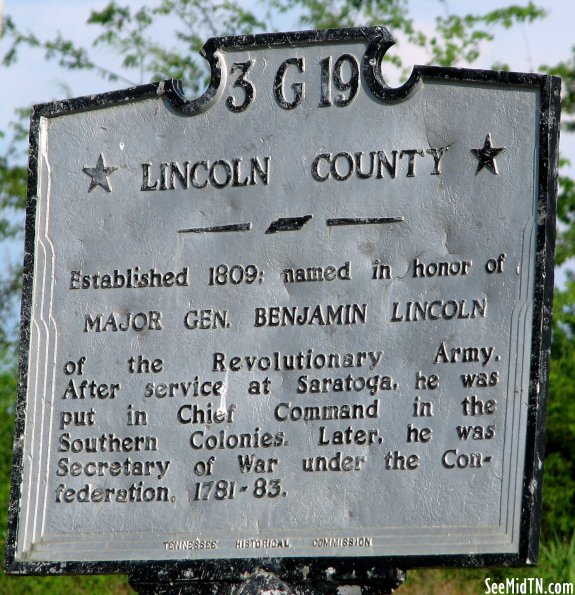 3 G 19
LINCOLN COUNTY
Established 1809; named in honor of
MAJOR GEN. BENJAMIN LINCOLN
of the Revolutionary Army.
After service at Saratoga, he was
put in Chief Command in the
Southern Colonies. Later, he was
Secretary of War under the Con-
federation, 1781-83.
TENNESSEE HISTORICAL COMMISSION
SeeMidTN.com